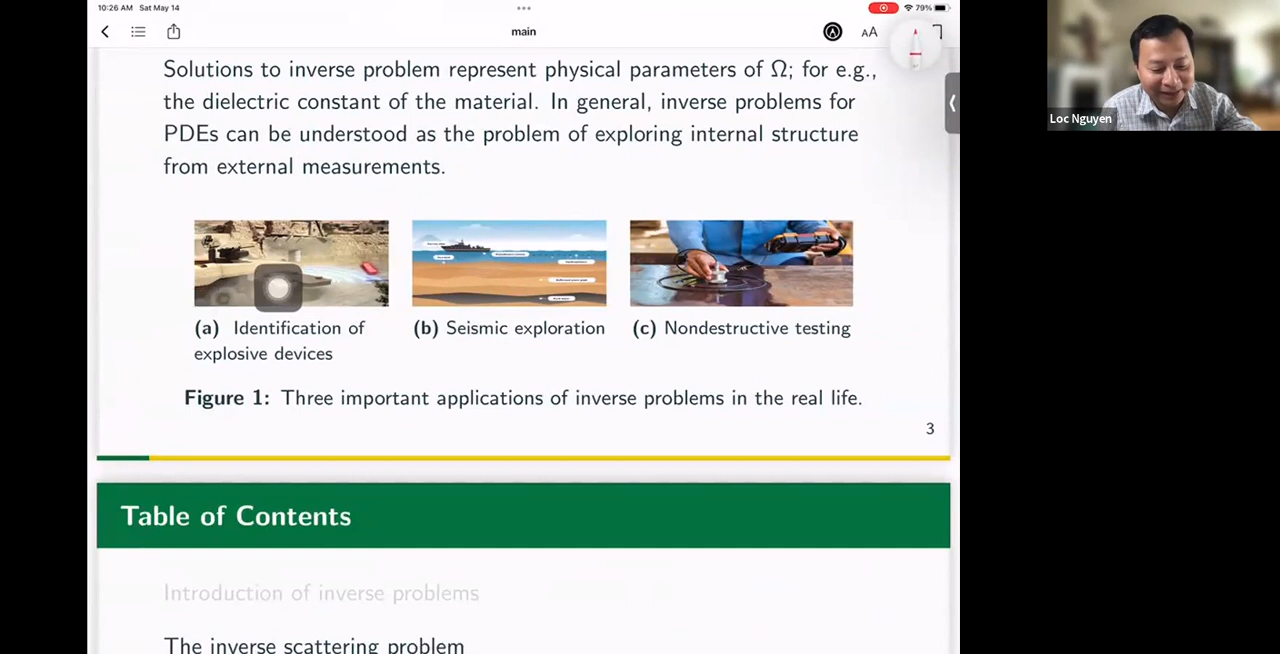 10:26 AM Sat May 14
79%
main
AA
Solutions to inverse problem represent physical parameters of Ω; for e.g.,
the dielectric constant of the material. In general, inverse problems for
PDEs can be understood as the problem of exploring internal structure
from external measurements.
(a) Identification of
explosive devices
(b) Seismic exploration
(c) Nondestructive testing
Figure 1: Three important applications of inverse problems in the real life.
3
Table of Contents
Introduction of inverse problems
The inverse scattering problem
Loc Nguyen